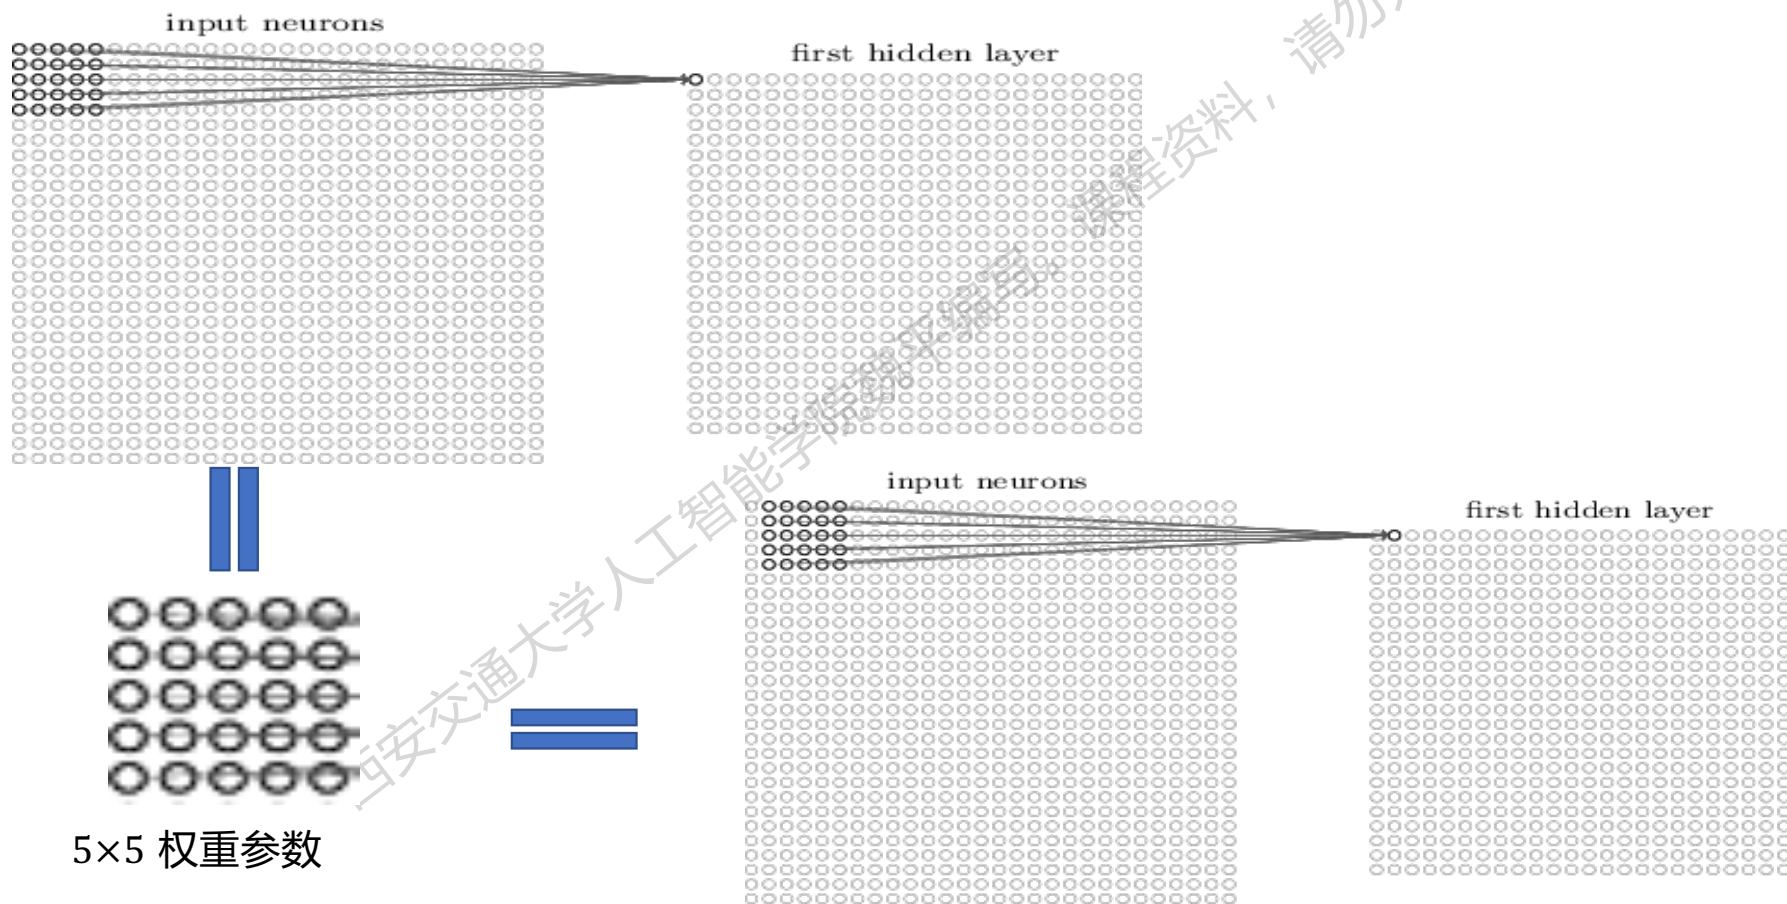 input neurons
first hidden layer
input neurons
first hidden layer
5×5 权重参数
西安交通大学人工智能学院魏平编写。课程资料，请勿